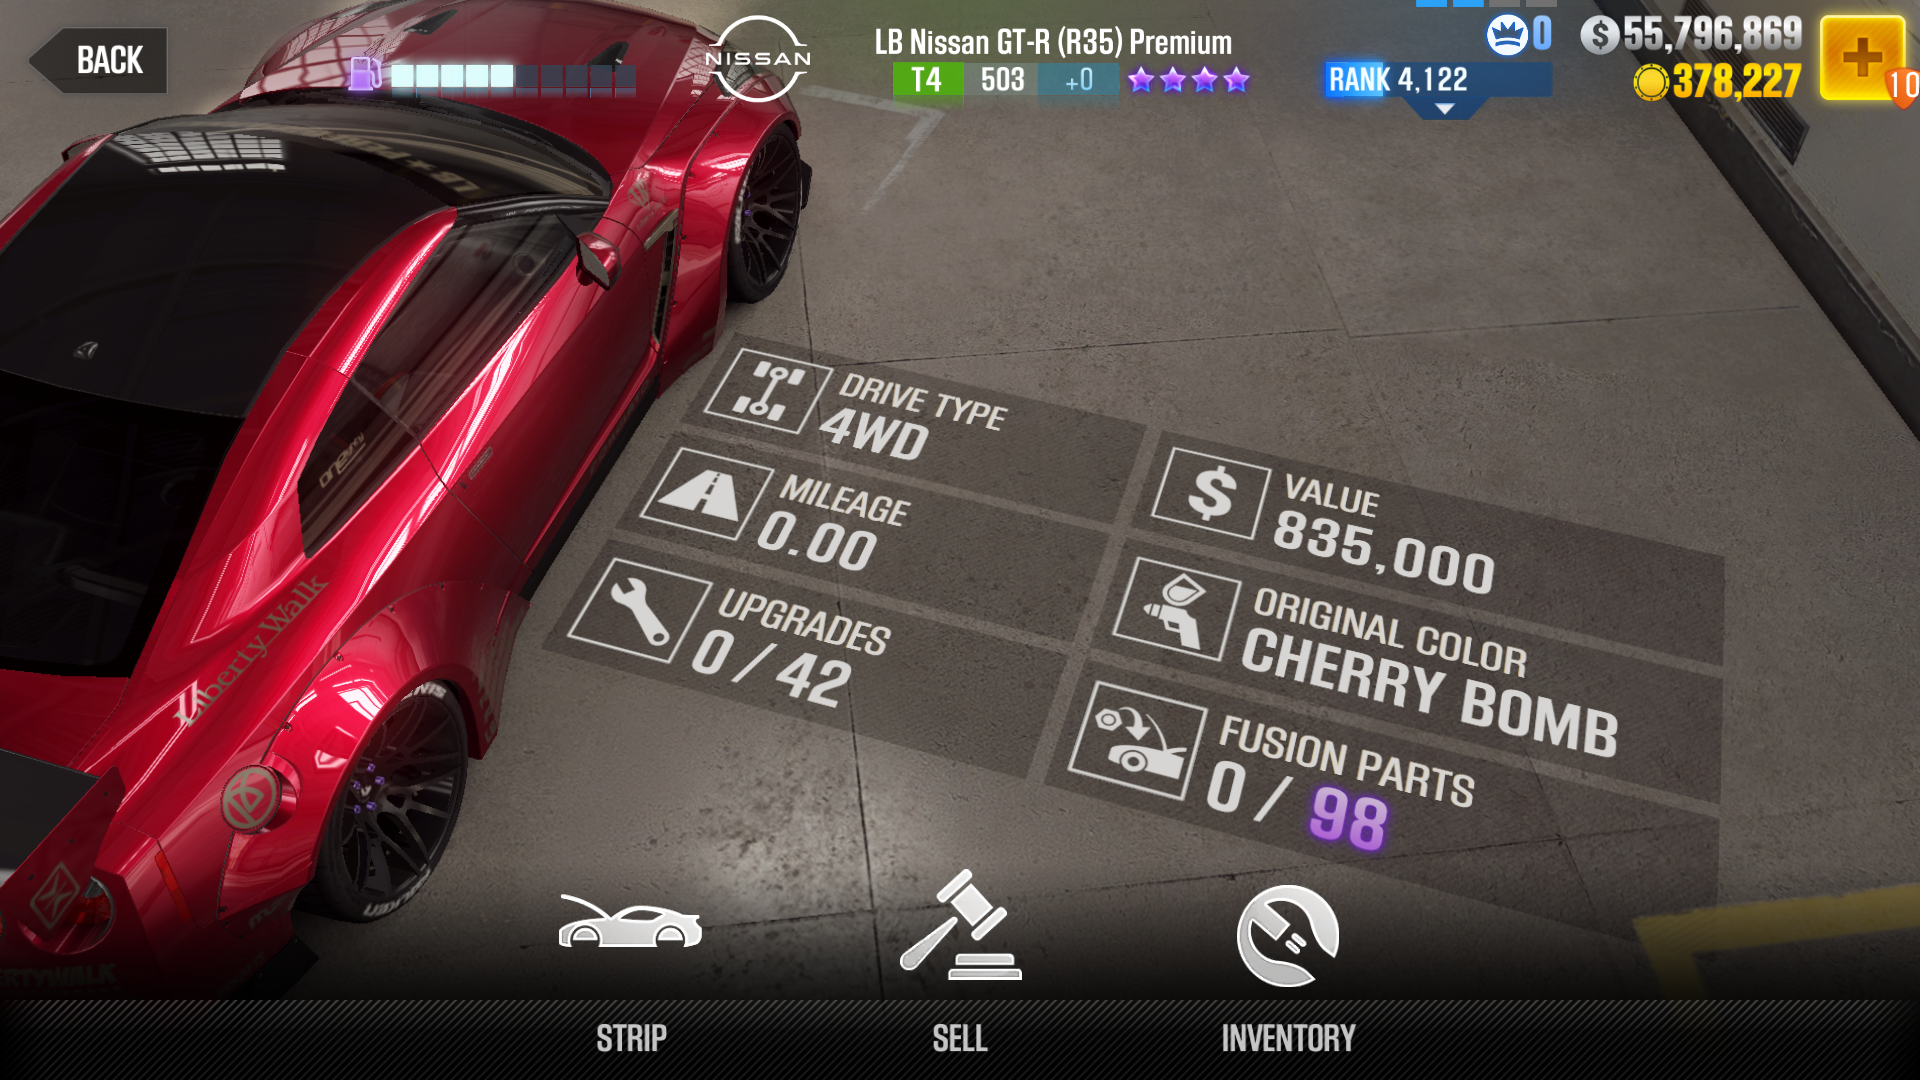 BACK
NISSAN
LB Nissan GT-R (R35) Premium
T4 503 +0
RANK 4,122
0
$ 55,796,869
378,227
10
DRIVE TYPE
4WD
MILEAGE
0.00
UPGRADES
0 / 42
VALUE
835,000
ORIGINAL COLOR
CHERRY BOMB
FUSION PARTS
0 / 98
Liberty Walk
STRIP
SELL
INVENTORY